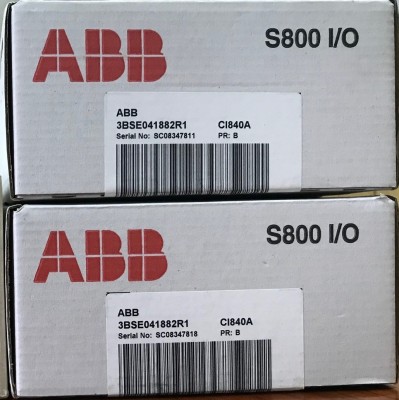 ABB
S800 I/O
ABB
3BSE041882R1 CI840A
Serial No: SC08347811 PR: B
ABB
S800 I/O
ABB
3BSE041882R1 CI840A
Serial No: SC08347818 PR: B